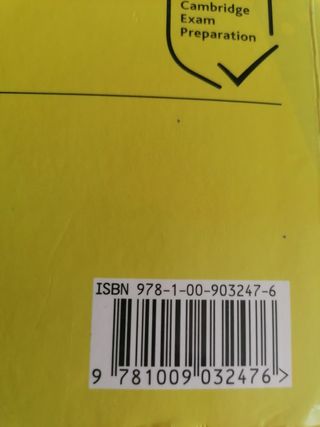 Cambridge
Exam
Preparation
ISBN 978-1-00-903247-6
9 781009 032476 >